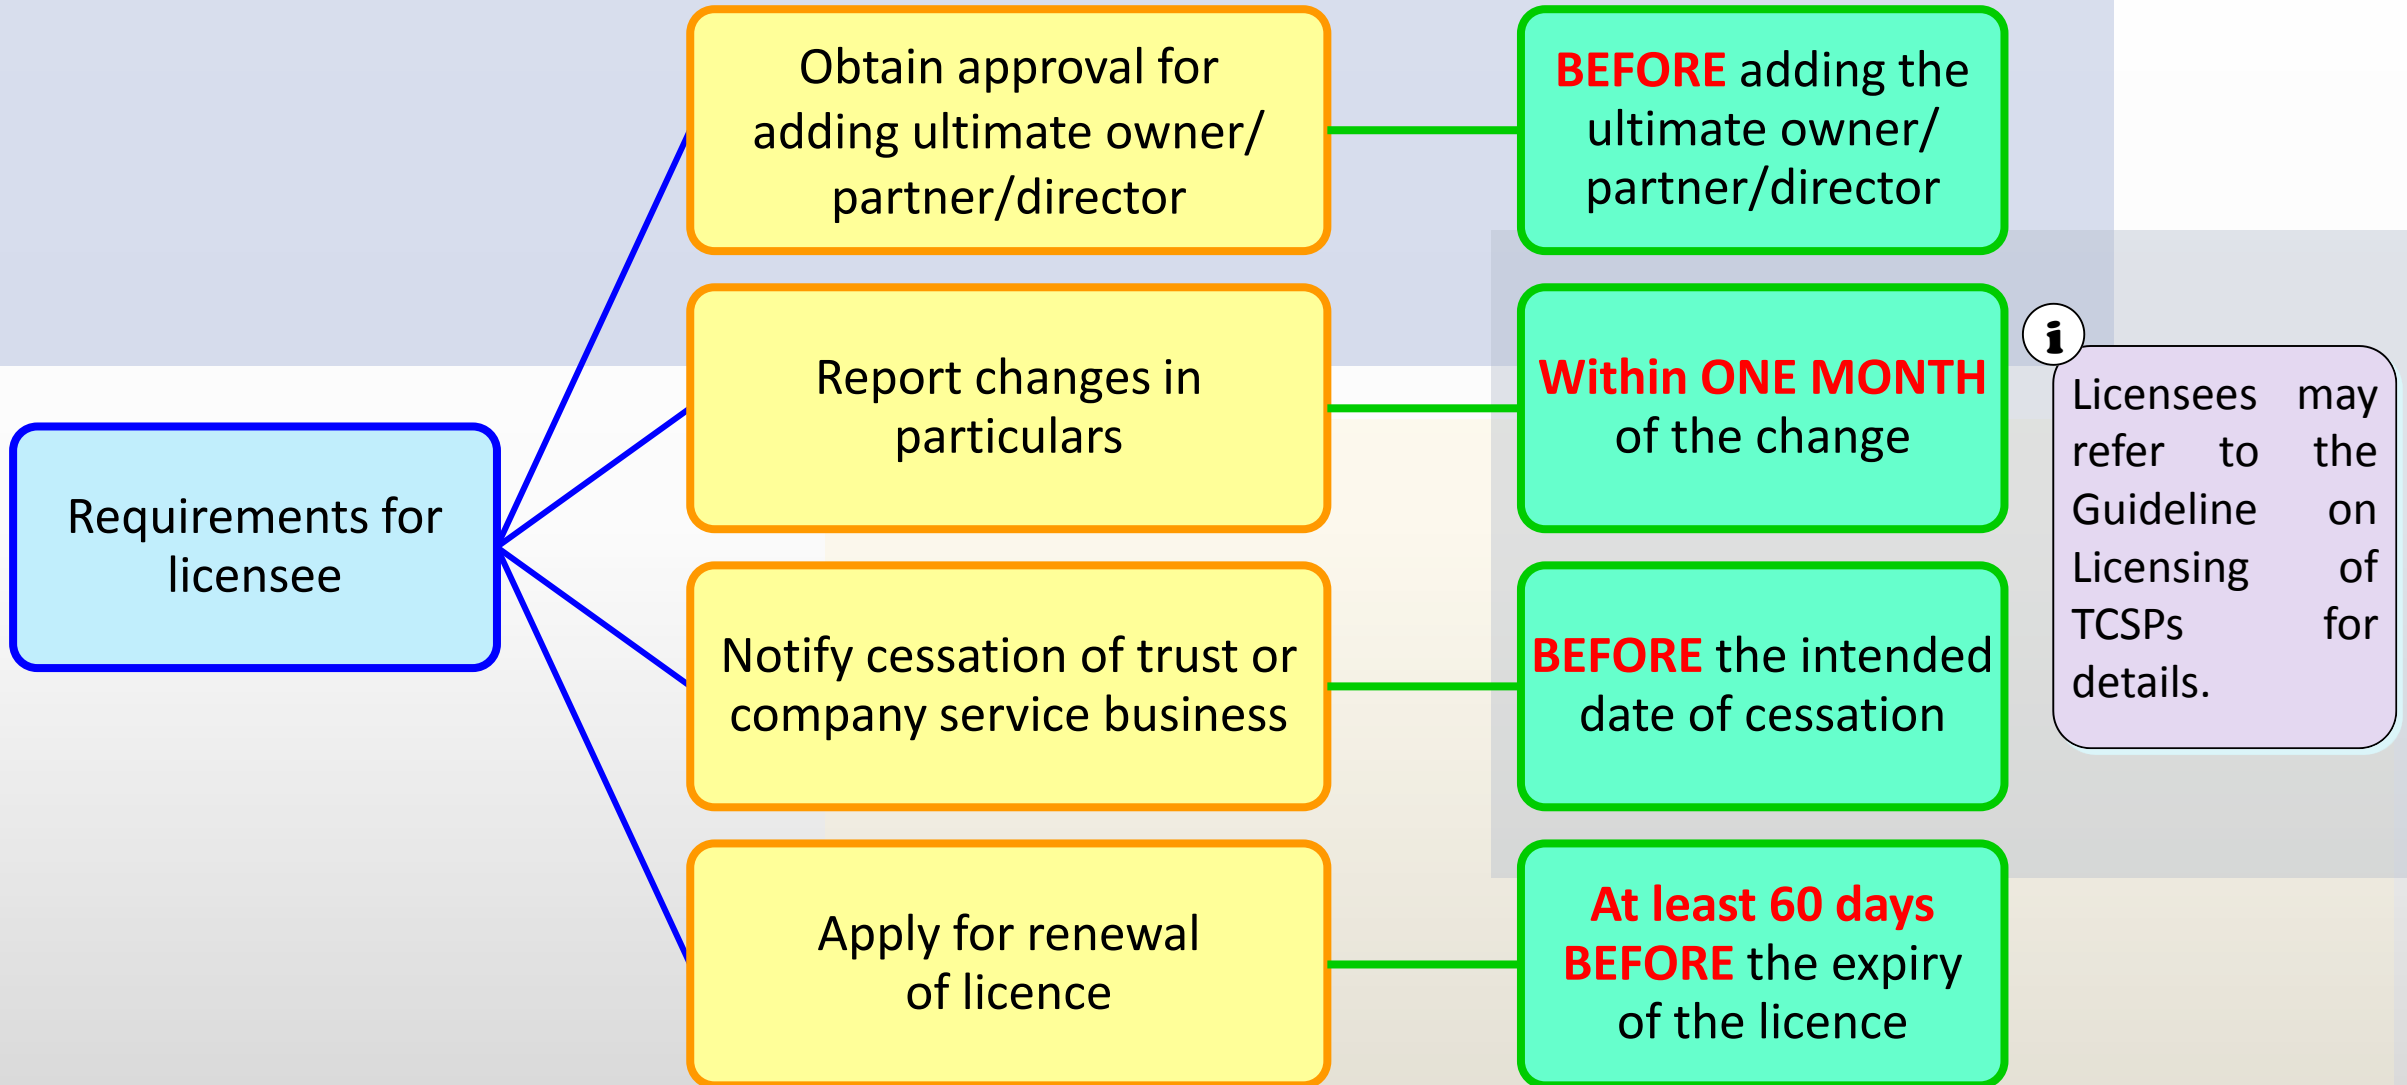 Requirements for
licensee
Obtain approval for
adding ultimate owner/
partner/director
BEFORE adding the
ultimate owner/
partner/director
Report changes in
particulars
Within ONE MONTH
of the change
Notify cessation of trust or
company service business
BEFORE the intended
date of cessation
Apply for renewal
of licence
At least 60 days
BEFORE the expiry
of the licence
i
Licensees may
refer to the
Guideline on
Licensing of
TCSPs for
details.